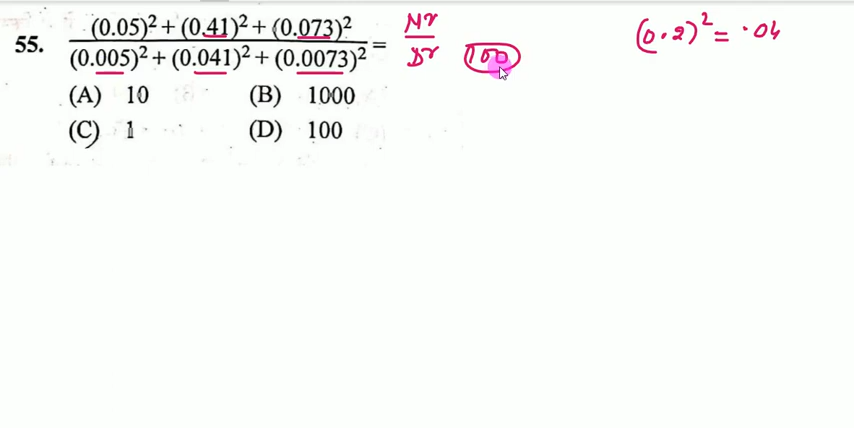 55. (0.05)² + (0.41)² + (0.073)² / (0.005)² + (0.041)² + (0.0073)² = Nr / Dr 100
(0.2)² = .04
(A) 10 (B) 1000
(C) 1 (D) 100